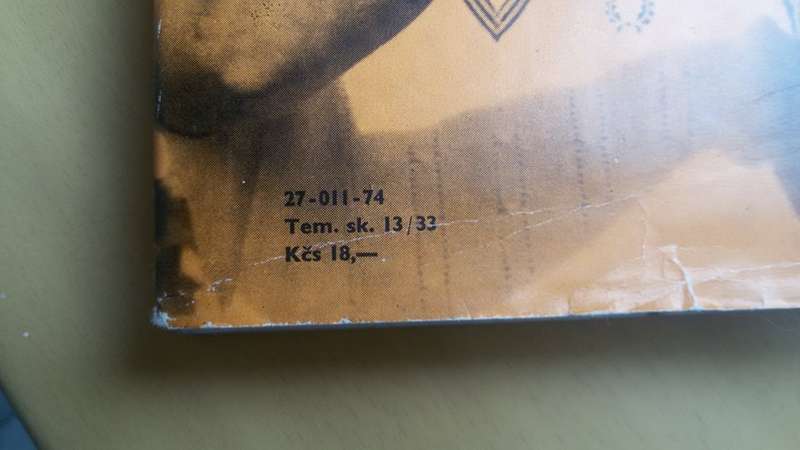 27-011-74
Tem. sk. 13/33
Kčs 18,—